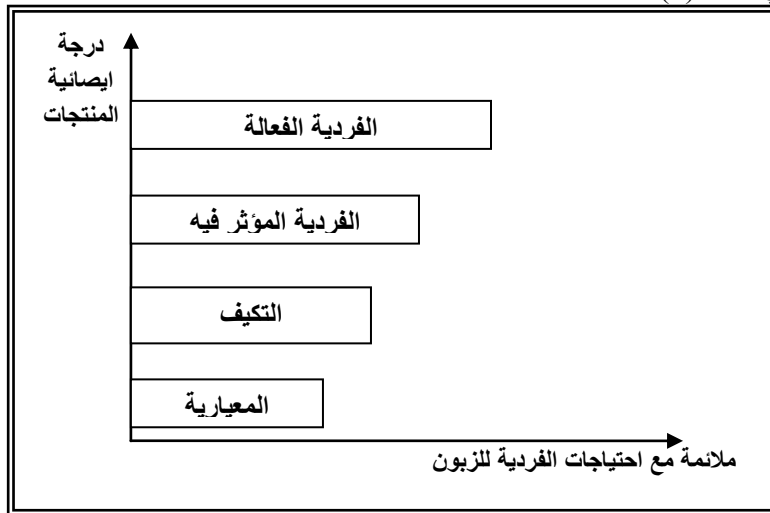 درجة
ايصائية
المنتجات
الفردية الفعالة
الفردية المؤثر فيه
التكيف
المعيارية
ملائمة مع احتياجات الفردية للزبون